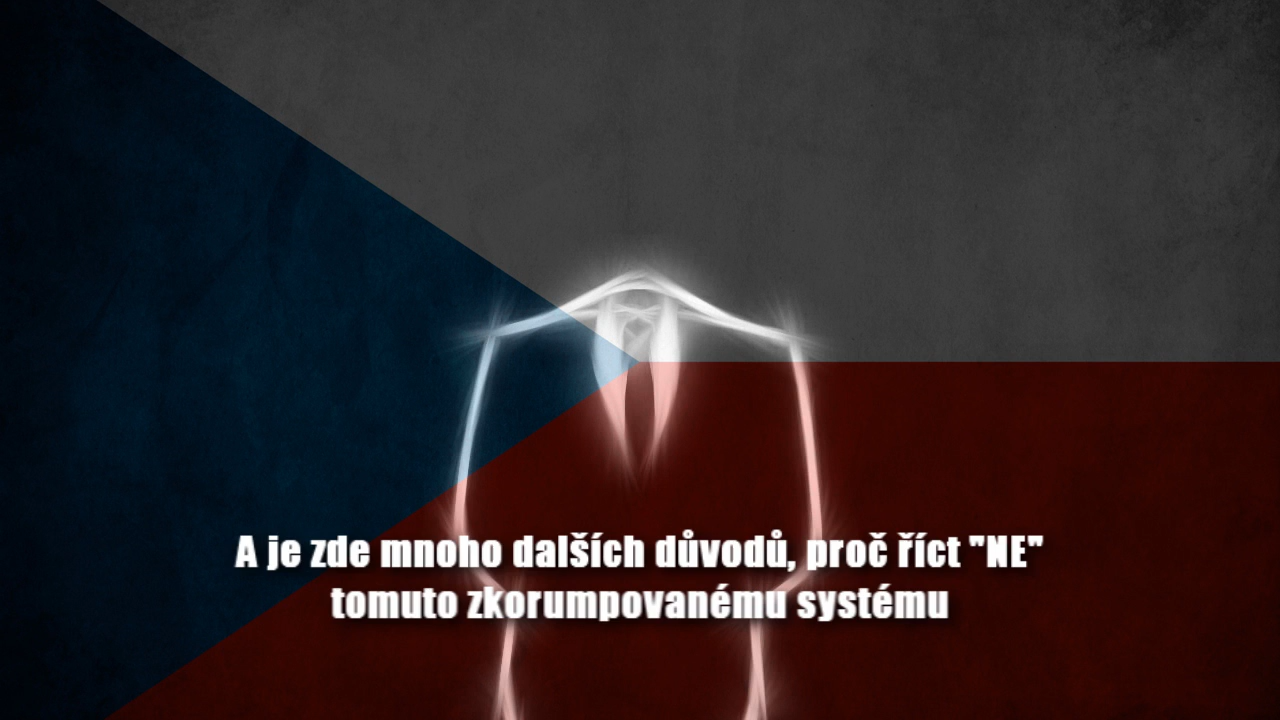 A je zde mnoho dalších důvodů, proč říct "NE"
tomuto zkorumpovanému systému